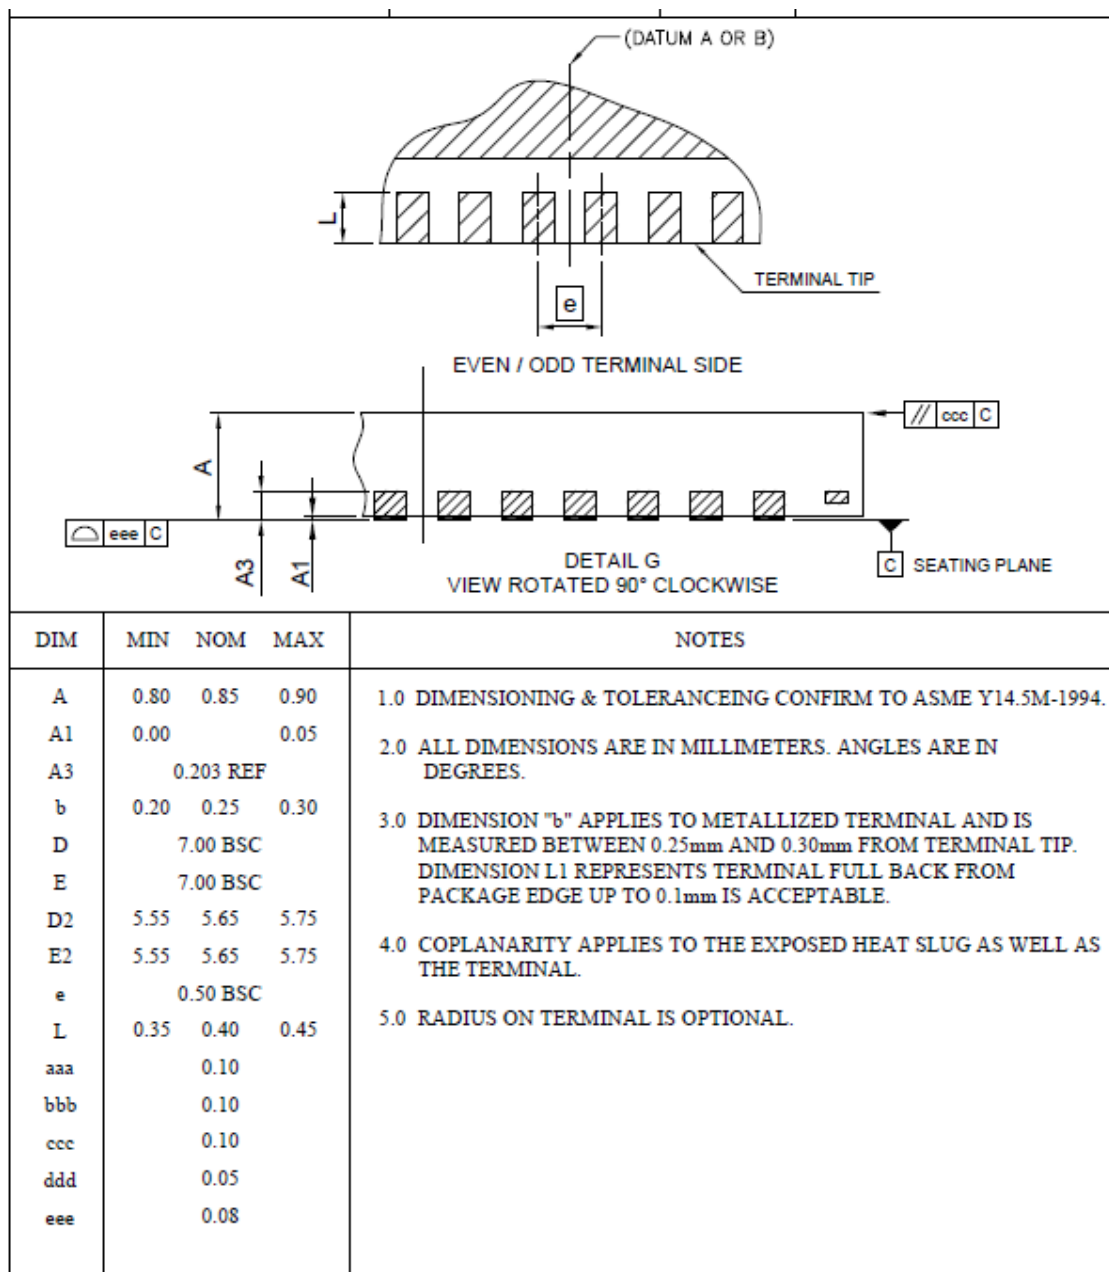 (DATUM A OR B)
L
TERMINAL TIP
e
EVEN / ODD TERMINAL SIDE
// ccc C
A
eee C
A3
A1
DETAIL G
VIEW ROTATED 90° CLOCKWISE
C SEATING PLANE
DIM MIN NOM MAX NOTES
A 0.80 0.85 0.90
A1 0.00 0.05
A3 0.203 REF
b 0.20 0.25 0.30
D 7.00 BSC
E 7.00 BSC
D2 5.55 5.65 5.75
E2 5.55 5.65 5.75
e 0.50 BSC
L 0.35 0.40 0.45
aaa 0.10
bbb 0.10
ccc 0.10
ddd 0.05
eee 0.08
1.0 DIMENSIONING & TOLERANCEING CONFIRM TO ASME Y14.5M-1994.
2.0 ALL DIMENSIONS ARE IN MILLIMETERS. ANGLES ARE IN
DEGREES.
3.0 DIMENSION "b" APPLIES TO METALLIZED TERMINAL AND IS
MEASURED BETWEEN 0.25mm AND 0.30mm FROM TERMINAL TIP.
DIMENSION L1 REPRESENTS TERMINAL FULL BACK FROM
PACKAGE EDGE UP TO 0.1mm IS ACCEPTABLE.
4.0 COPLANARITY APPLIES TO THE EXPOSED HEAT SLUG AS WELL AS
THE TERMINAL.
5.0 RADIUS ON TERMINAL IS OPTIONAL.